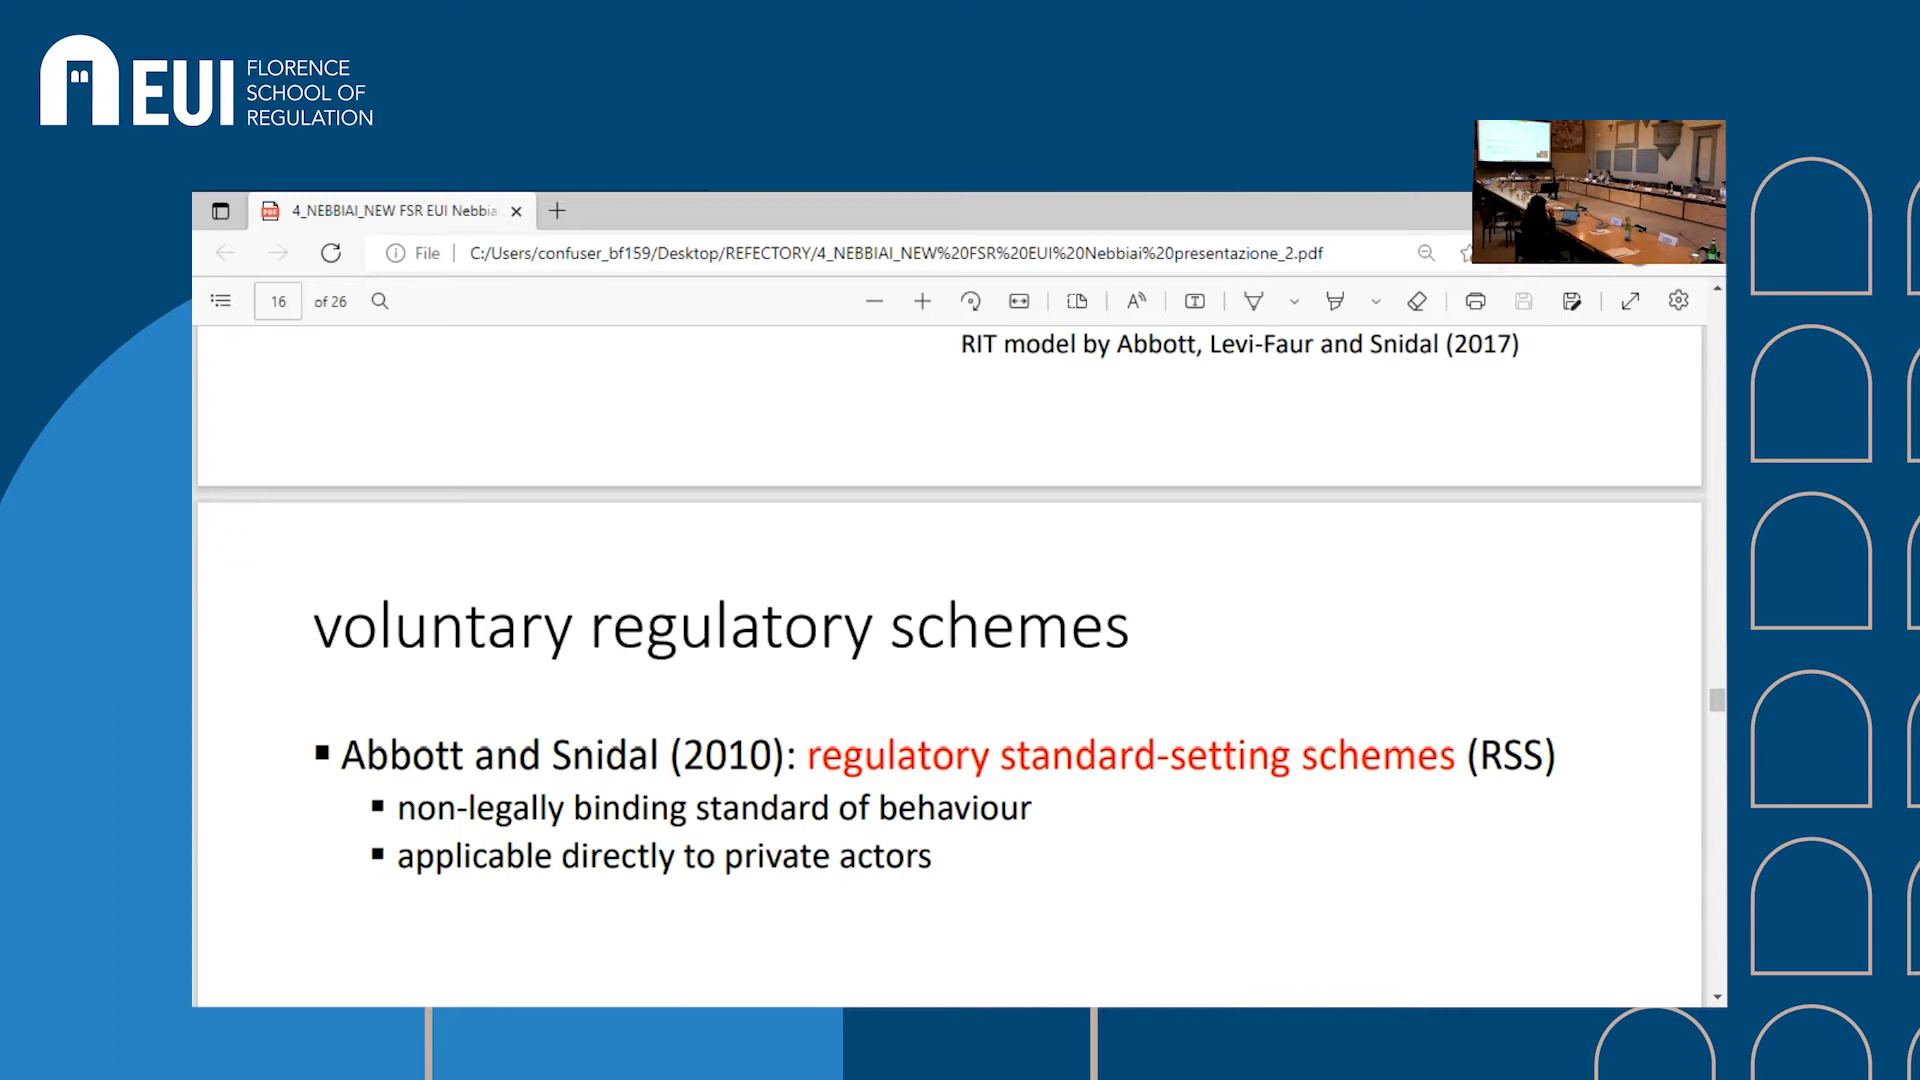 EUI
FLORENCE
SCHOOL OF
REGULATION
4_NEBBIAI_NEW FSR EUI Nebbia
File
C:/Users/confuser_bf159/Desktop/REFECTORY/4_NEBBIAI_NEW%20FSR%20EUI%20Nebbiai%20presentazione_2.pdf
16 of 26
RIT model by Abbott, Levi-Faur and Snidal (2017)
voluntary regulatory schemes
▪ Abbott and Snidal (2010): regulatory standard-setting schemes (RSS)
▪ non-legally binding standard of behaviour
▪ applicable directly to private actors